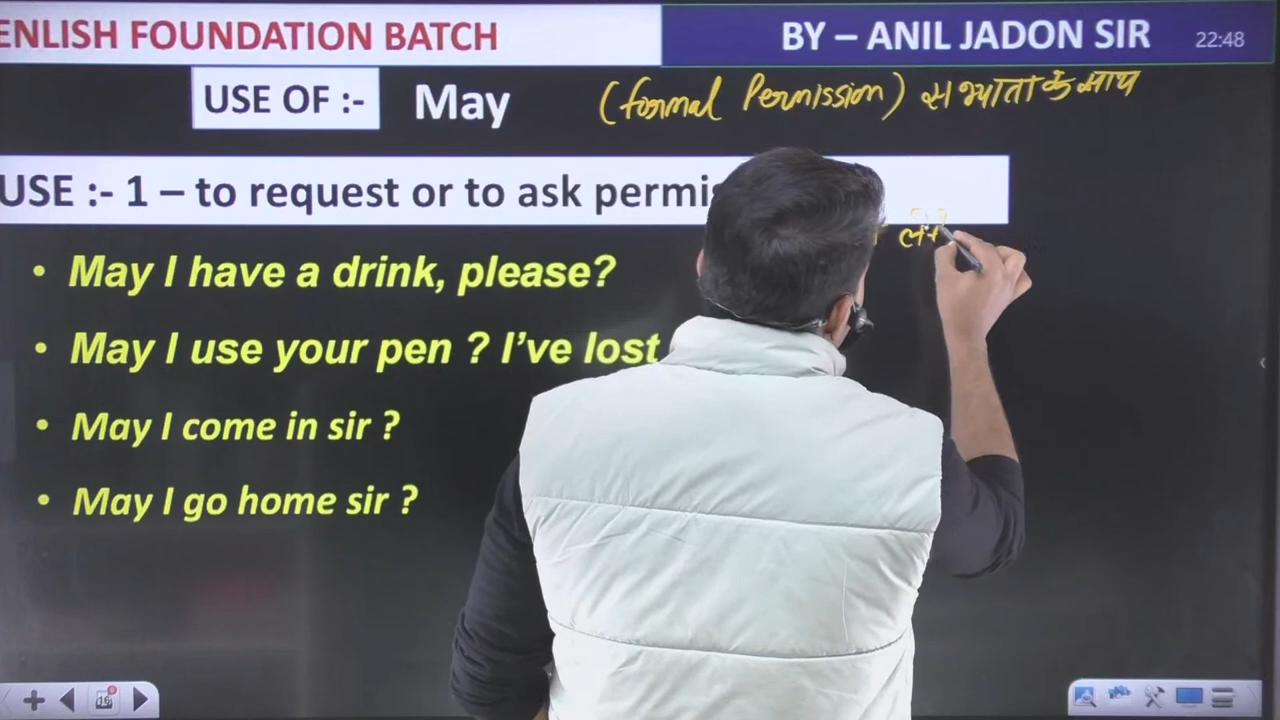 ENLISH FOUNDATION BATCH
BY – ANIL JADON SIR
22:48
USE OF :- May (formal Permission) सभ्याता के साथ
USE :- 1 – to request or to ask permis
• May I have a drink, please?
• May I use your pen ? I’ve lost
• May I come in sir ?
• May I go home sir ?
16